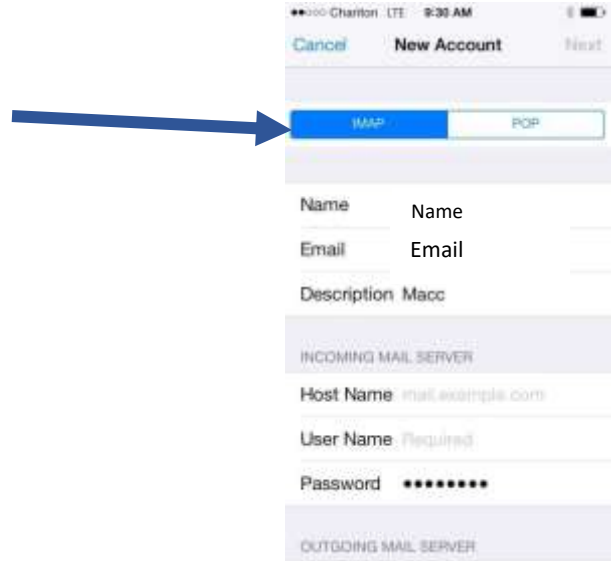 Chariton LTE 9:30 AM
Cancel New Account Next
IMAP POP
Name Name
Email Email
Description Macc
INCOMING MAIL SERVER
Host Name mail.example.com
User Name Required
Password ••••••••
OUTGOING MAIL SERVER